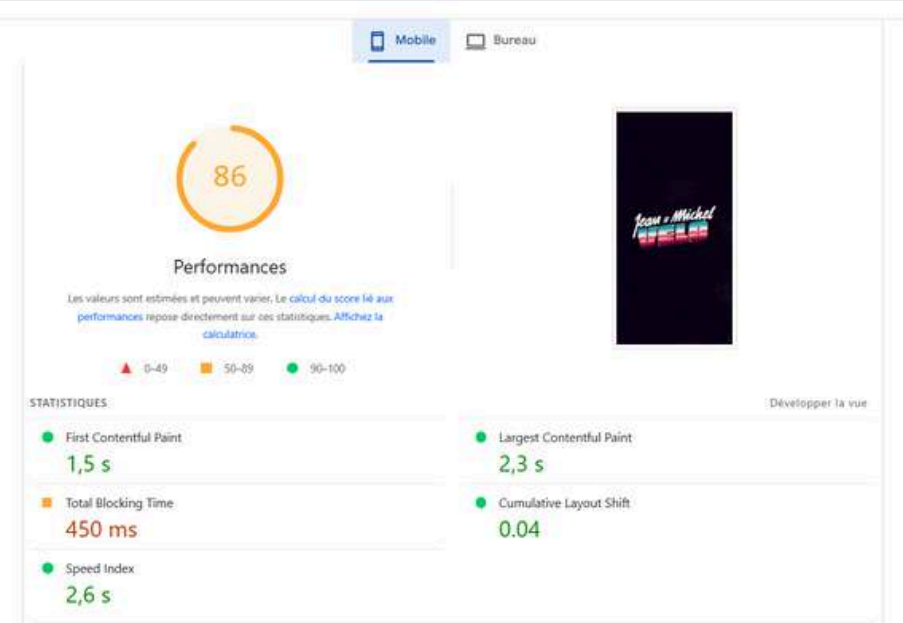 Mobile
Bureau
86
Jean • Michel
Performances
Les valeurs sont estimées et peuvent varier. Le calcul du score lié aux
performances repose directement sur ces statistiques. Affichez la
calculatrice.
0–49
50–89
90–100
STATISTIQUES
Développer la vue
First Contentful Paint
1,5 s
Largest Contentful Paint
2,3 s
Total Blocking Time
450 ms
Cumulative Layout Shift
0.04
Speed Index
2,6 s